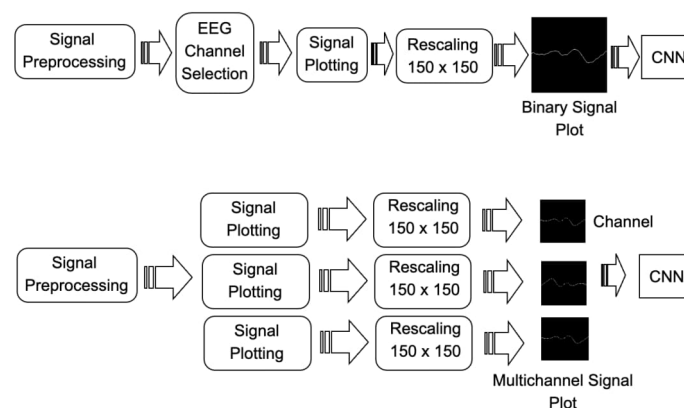 Signal
Preprocessing
EEG
Channel
Selection
Signal
Plotting
Rescaling
150 x 150
Binary Signal
Plot
CNN
Signal
Preprocessing
Signal
Plotting
Rescaling
150 x 150
Channel
Signal
Plotting
Rescaling
150 x 150
CNN
Signal
Plotting
Rescaling
150 x 150
Multichannel Signal
Plot